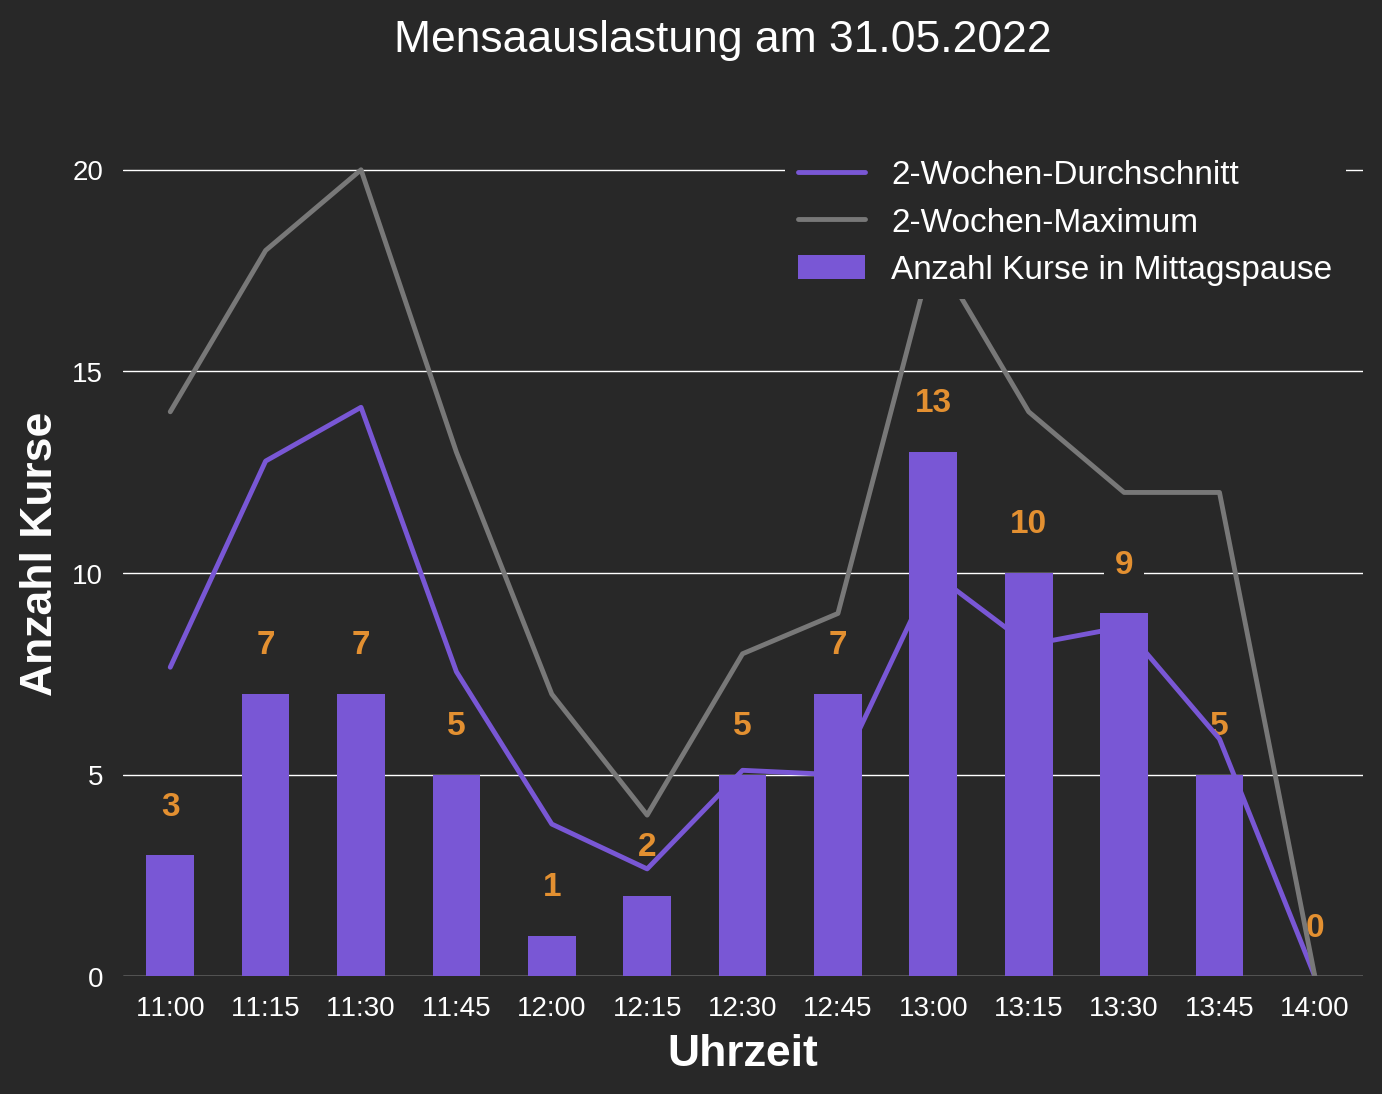 Mensaauslastung am 31.05.2022
2-Wochen-Durchschnitt
2-Wochen-Maximum
Anzahl Kurse in Mittagspause
Anzahl Kurse
20
15
10
5
0
3
7
7
5
1
2
5
7
13
10
9
5
0
11:00 11:15 11:30 11:45 12:00 12:15 12:30 12:45 13:00 13:15 13:30 13:45 14:00
Uhrzeit